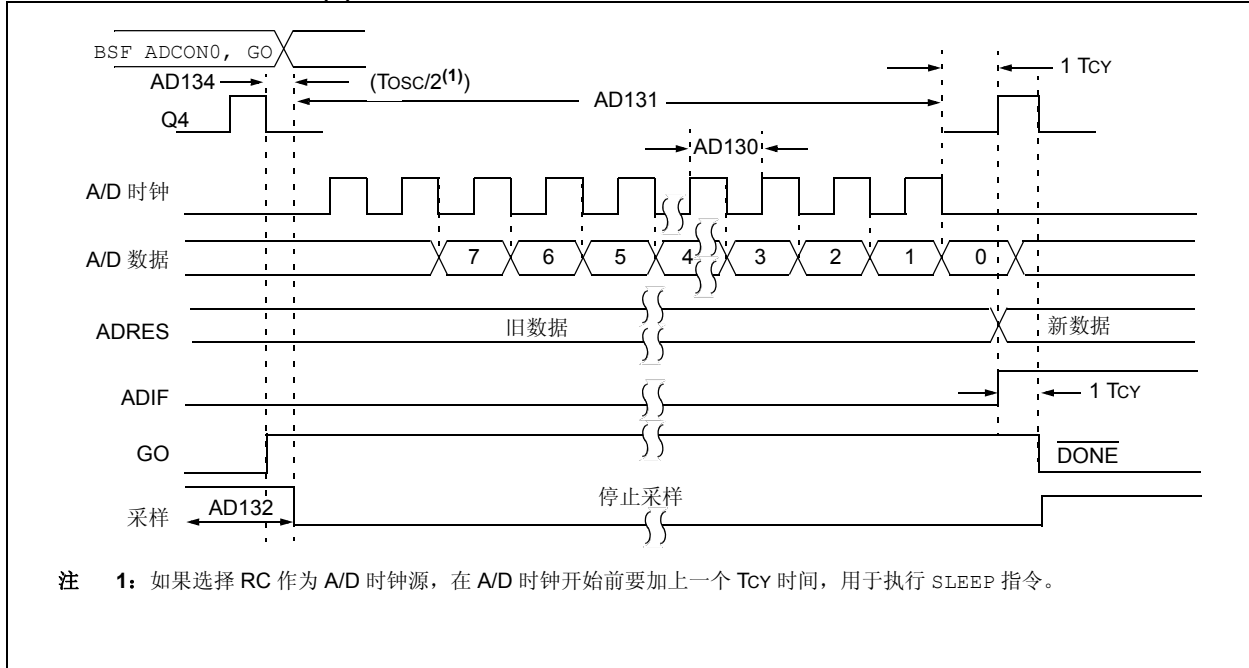 BSF ADCON0, GO
AD134 (TOSC/2(1)) 1 TCY
AD131
Q4
AD130
A/D 时钟
A/D 数据 7 6 5 4 3 2 1 0
ADRES 旧数据 新数据
ADIF 1 TCY
GO DONE
采样 AD132 停止采样
注 1: 如果选择 RC 作为 A/D 时钟源，在 A/D 时钟开始前要加上一个 TCY 时间，用于执行 SLEEP 指令。